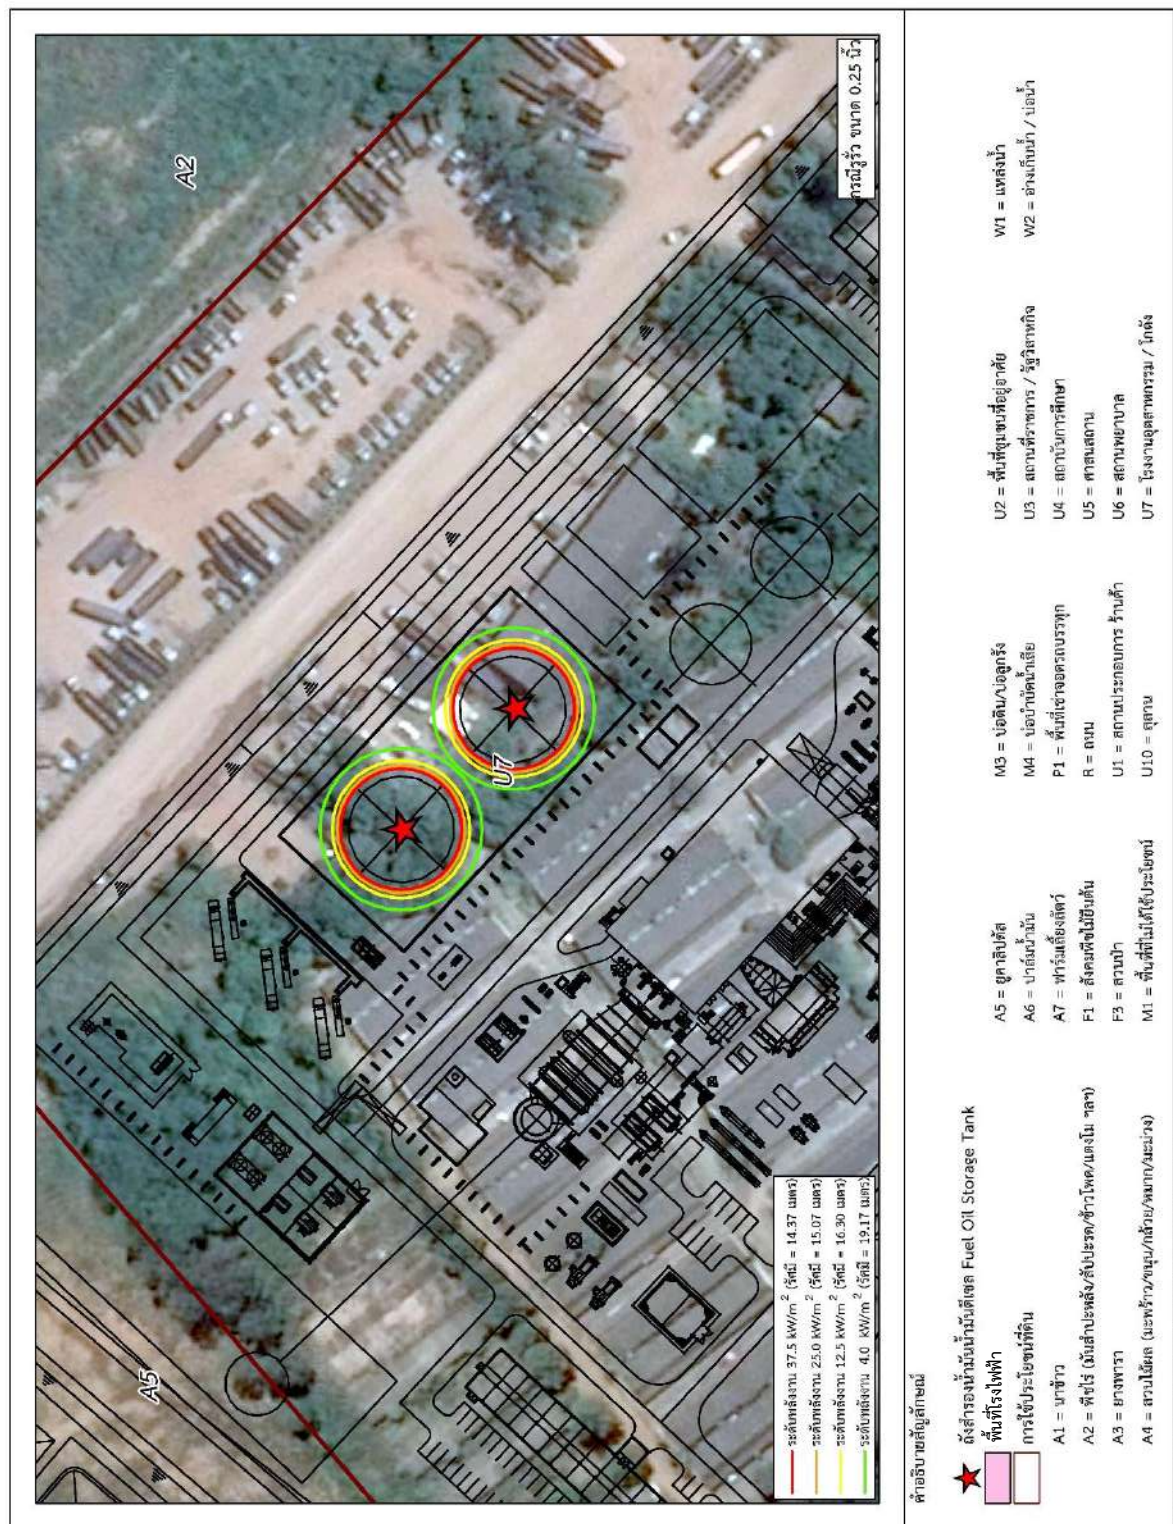 A2
A5
U7
กรณีรูรั่ว ขนาด 0.25 นิ้ว
ระดับพลังงาน 37.5 kW/m 2 (รัศมี = 14.37 เมตร)
ระดับพลังงาน 25.0 kW/m 2 (รัศมี = 15.07 เมตร)
ระดับพลังงาน 12.5 kW/m 2 (รัศมี = 16.30 เมตร)
ระดับพลังงาน 4.0 kW/m 2 (รัศมี = 19.17 เมตร)
คำอธิบายสัญลักษณ์
ถังสำรองน้ำมันน้ำมันดีเซล Fuel Oil Storage Tank
พื้นที่โรงไฟฟ้า
การใช้ประโยชน์ที่ดิน
A1 = นาข้าว
A2 = พืชไร่ (มันสำปะหลัง/สับปะรด/ข้าวโพด/แตงโม ฯลฯ)
A3 = ยางพารา
A4 = สวนไม้ผล (มะพร้าว/ขนุน/กล้วย/หมาก/มะม่วง)
A5 = ยูคาลิปตัส
A6 = ปาล์มน้ำมัน
A7 = ฟาร์มเลี้ยงสัตว์
F1 = สังคมพืชไม้ยืนต้น
F3 = สวนป่า
M1 = พื้นที่ที่ไม่ได้ใช้ประโยชน์
M3 = บ่อดิน/บ่อลูกรัง
M4 = บ่อบำบัดน้ำเสีย
P1 = พื้นที่เช่าจอดรถบรรทุก
R = ถนน
U1 = สถานประกอบการ ร้านค้า
U10 = สุสาน
U2 = พื้นที่ชุมชนที่อยู่อาศัย
U3 = สถานที่ราชการ / รัฐวิสาหกิจ
U4 = สถาบันการศึกษา
U5 = ศาสนสถาน
U6 = สถานพยาบาล
U7 = โรงงานอุตสาหกรรม / โกดัง
W1 = แหล่งน้ำ
W2 = อ่างเก็บน้ำ / บ่อน้ำ